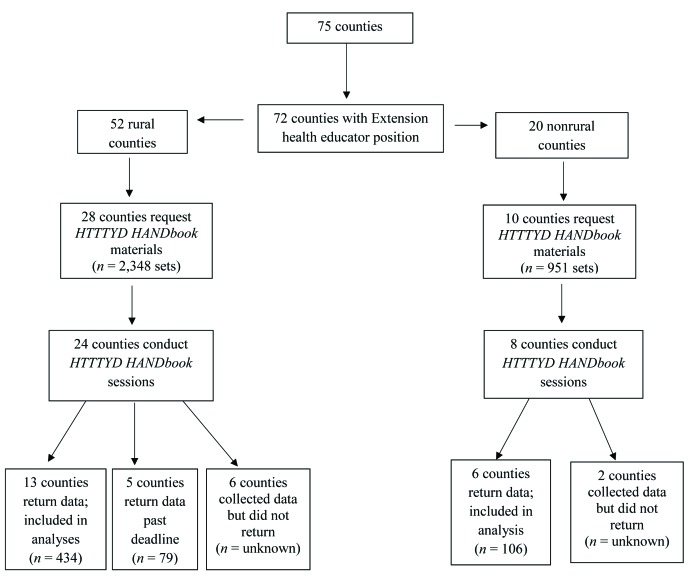 75 counties
72 counties with Extension
health educator position
52 rural
counties
20 nonrural
counties
28 counties request
HTTTYD HANDbook
materials
(n = 2,348 sets)
10 counties request
HTTTYD HANDbook
materials
(n = 951 sets)
24 counties conduct
HTTTYD HANDbook
sessions
8 counties conduct
HTTTYD HANDbook
sessions
13 counties
return data;
included in
analyses
(n = 434)
5 counties
return data
past
deadline
(n = 79)
6 counties
collected data
but did not
return
(n = unknown)
6 counties
return data;
included in
analysis
(n = 106)
2 counties
collected data
but did not
return
(n = unknown)